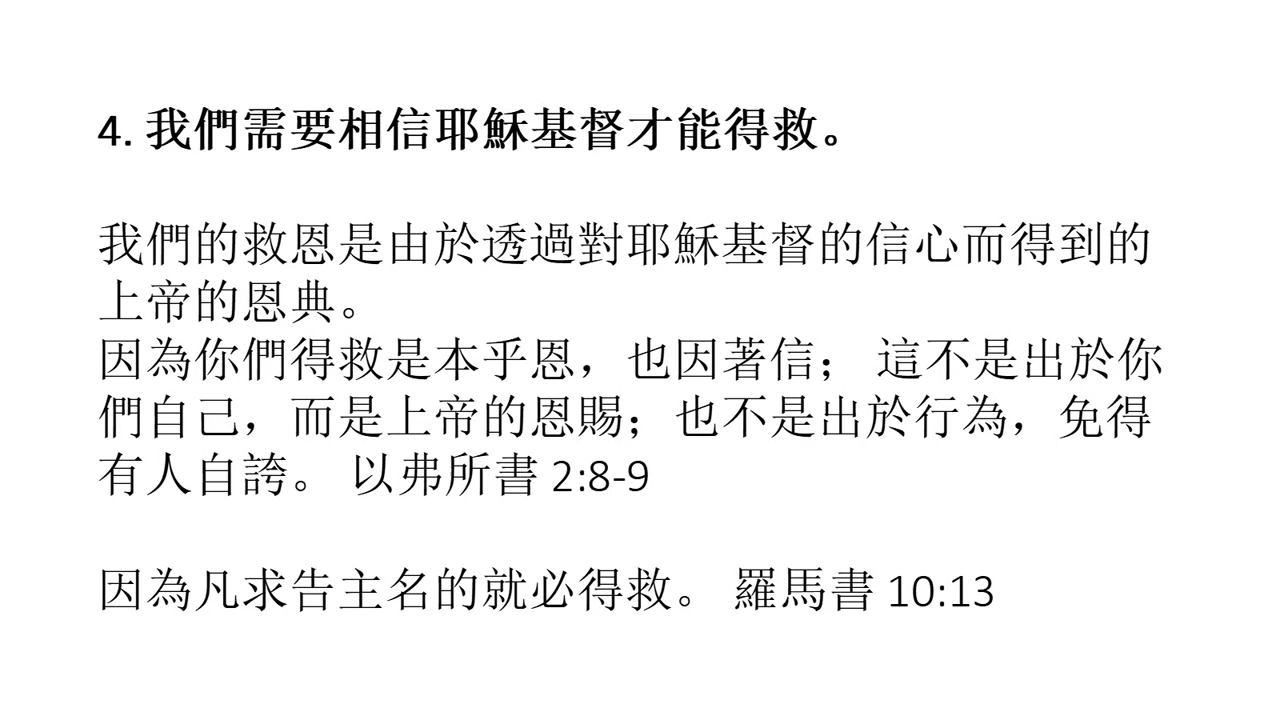 4. 我們需要相信耶穌基督才能得救。
我們的救恩是由於透過對耶穌基督的信心而得到的
上帝的恩典。
因為你們得救是本乎恩，也因著信； 這不是出於你
們自己，而是上帝的恩賜；也不是出於行為，免得
有人自誇。 以弗所書 2:8-9
因為凡求告主名的就必得救。 羅馬書 10:13